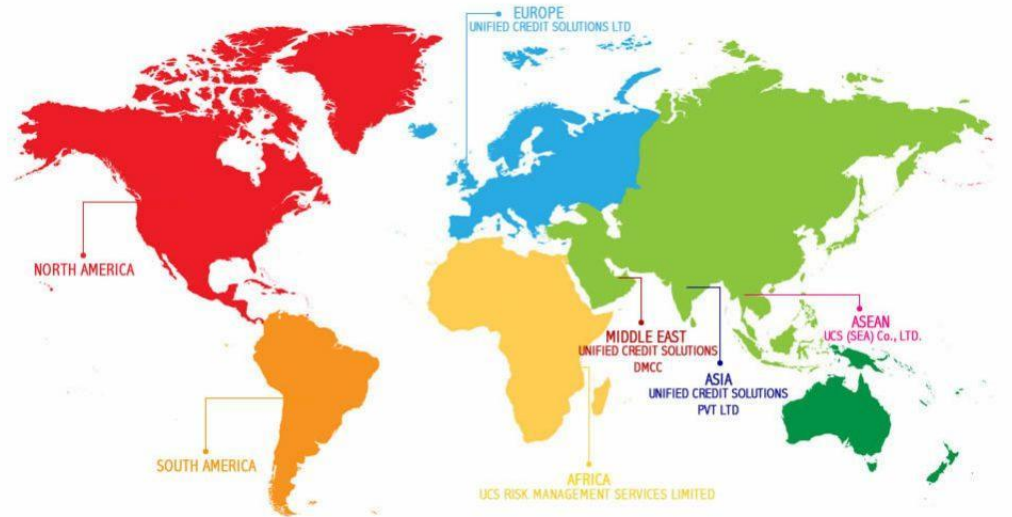 EUROPE
UNIFIED CREDIT SOLUTIONS LTD
NORTH AMERICA
MIDDLE EAST
UNIFIED CREDIT SOLUTIONS
DMCC
ASEAN
UCS (SEA) Co., LTD.
ASIA
UNIFIED CREDIT SOLUTIONS
PVT LTD
SOUTH AMERICA
AFRICA
UCS RISK MANAGEMENT SERVICES LIMITED